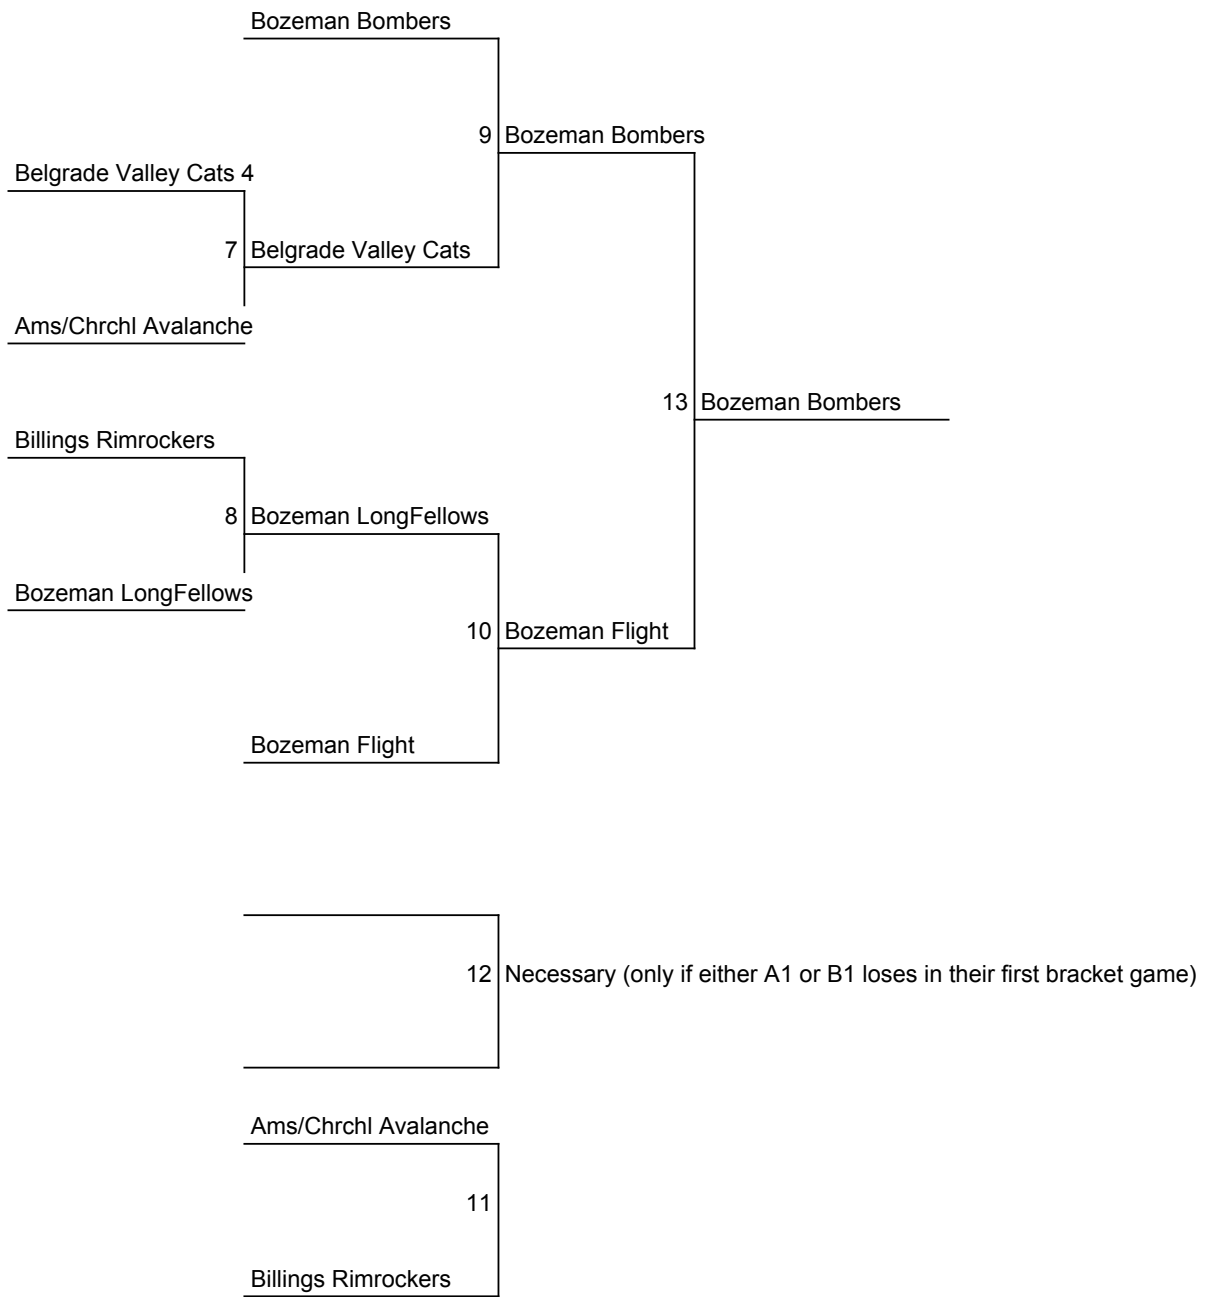 Bozeman Bombers
9 Bozeman Bombers
Belgrade Valley Cats 4
7 Belgrade Valley Cats
Ams/Chrchl Avalanche
13 Bozeman Bombers
Billings Rimrockers
8 Bozeman LongFellows
Bozeman LongFellows
10 Bozeman Flight
Bozeman Flight
12 Necessary (only if either A1 or B1 loses in their first bracket game)
Ams/Chrchl Avalanche
11
Billings Rimrockers